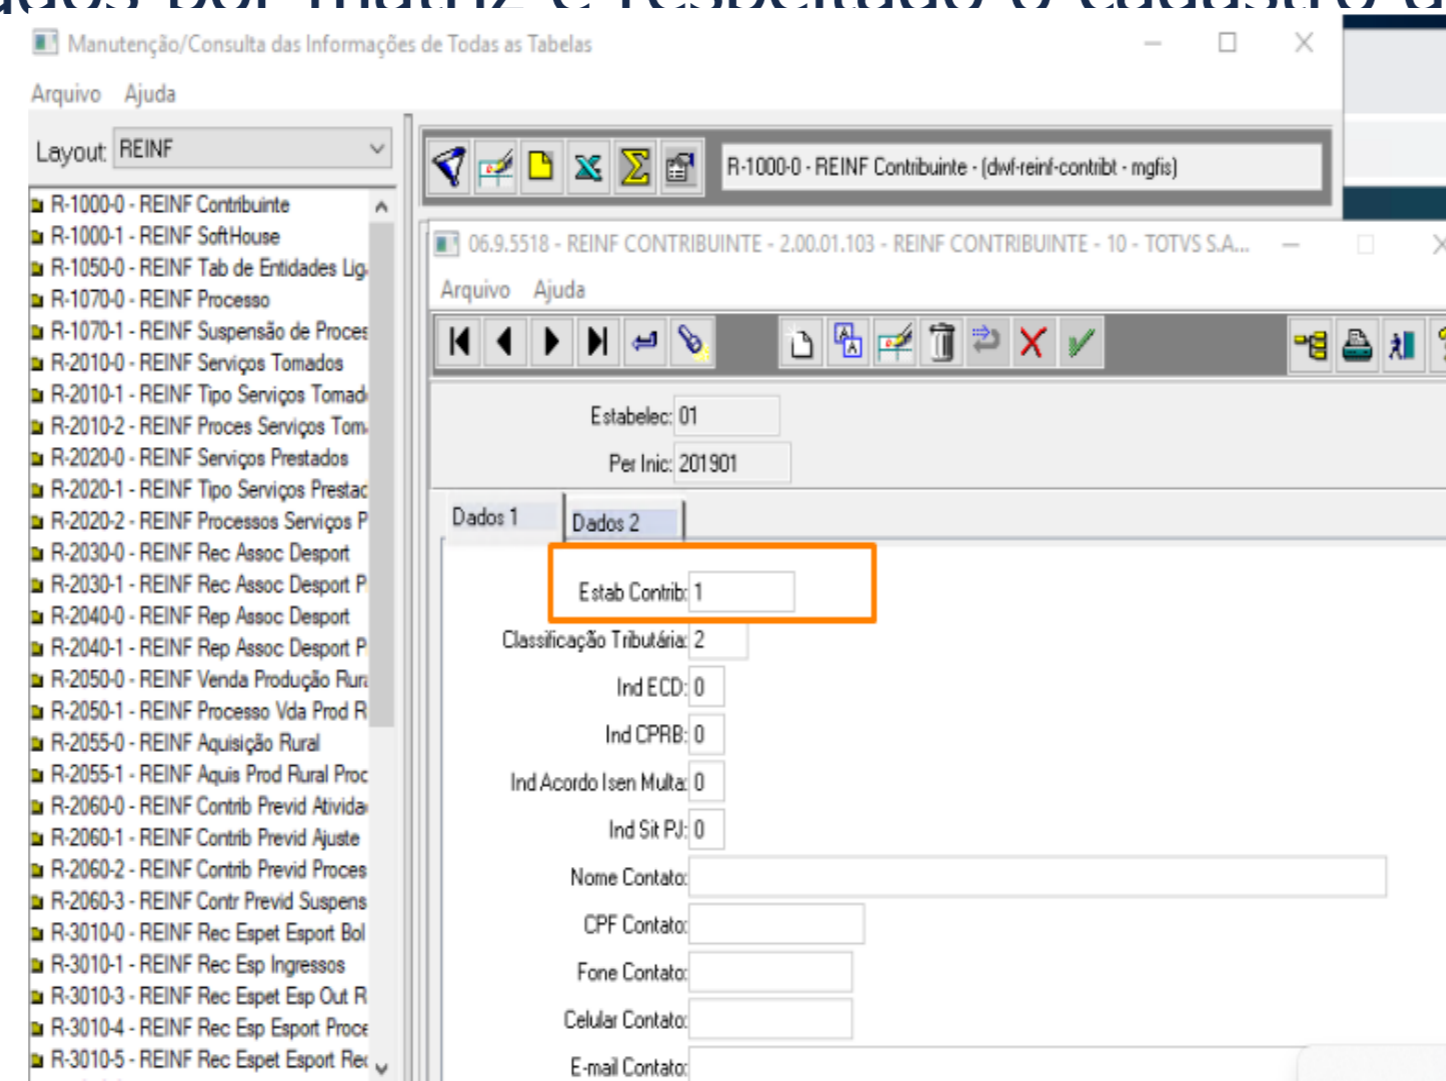 ados por matriz e respeitado o cadastro d
Manutenção/Consulta das Informações de Todas as Tabelas
Arquivo Ajuda
Layout: REINF
R-1000-0 - REINF Contribuinte - (dwf-reinf-contribt - mgfis)
R-1000-0 - REINF Contribuinte
R-1000-1 - REINF SoftHouse
R-1050-0 - REINF Tab de Entidades Lig
R-1070-0 - REINF Processo
R-1070-1 - REINF Suspensão de Proces
R-2010-0 - REINF Serviços Tomados
R-2010-1 - REINF Tipo Serviços Tomad
R-2010-2 - REINF Proces Serviços Tom
R-2020-0 - REINF Serviços Prestados
R-2020-1 - REINF Tipo Serviços Prestad
R-2020-2 - REINF Processos Serviços P
R-2030-0 - REINF Rec Assoc Desport
R-2030-1 - REINF Rec Assoc Desport P
R-2040-0 - REINF Rep Assoc Desport
R-2040-1 - REINF Rep Assoc Desport P
R-2050-0 - REINF Venda Produção Rura
R-2050-1 - REINF Processo Vda Prod R
R-2055-0 - REINF Aquisição Rural
R-2055-1 - REINF Aquis Prod Rural Proc
R-2060-0 - REINF Contrib Previd Ativida
R-2060-1 - REINF Contrib Previd Ajuste
R-2060-2 - REINF Contrib Previd Proces
R-2060-3 - REINF Contr Previd Suspens
R-3010-0 - REINF Rec Espet Esport Bol
R-3010-1 - REINF Rec Esp Ingressos
R-3010-3 - REINF Rec Espet Esp Out R
R-3010-4 - REINF Rec Esp Esport Proce
R-3010-5 - REINF Rec Espet Esport Rec
06.9.5518 - REINF CONTRIBUINTE - 2.00.01.103 - REINF CONTRIBUINTE - 10 - TOTVS S.A...
Arquivo Ajuda
Estabelec: 01
Per Inic: 201901
Dados 1 Dados 2
Estab Contrib: 1
Classificação Tributária: 2
Ind ECD: 0
Ind CPRB: 0
Ind Acordo Isen Multa: 0
Ind Sit PJ: 0
Nome Contato:
CPF Contato:
Fone Contato:
Celular Contato:
E-mail Contato: